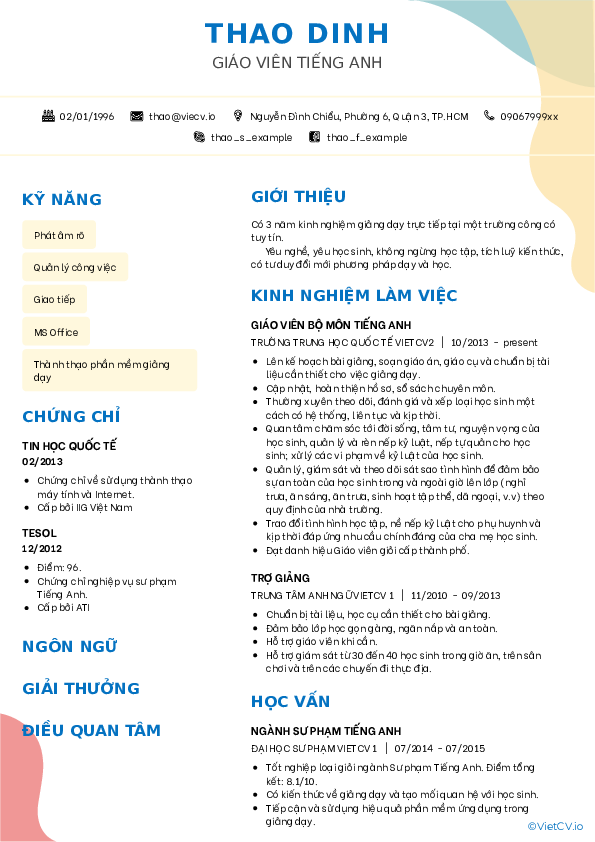 THAO DINH
GIÁO VIÊN TIẾNG ANH
02/01/1996 thao@viecv.io Nguyễn Đình Chiểu, Phường 6, Quận 3, TP.HCM 09067999xx
thao_s_example thao_f_example
KỸ NĂNG
Phát âm rõ
Quản lý công việc
Giao tiếp
MS Office
Thành thạo phần mềm giảng
dạy
CHỨNG CHỈ
TIN HỌC QUỐC TẾ
02/2013
Chứng chỉ về sử dụng thành thạo
máy tính và Internet.
Cấp bởi IIG Việt Nam
TESOL
12/2012
Điểm: 96.
Chứng chỉ nghiệp vụ sư phạm
Tiếng Anh.
Cấp bởi ATI
NGÔN NGỮ
GIẢI THƯỞNG
ĐIỀU QUAN TÂM
GIỚI THIỆU
Có 3 năm kinh nghiệm giảng dạy trực tiếp tại một trường công có
tuy tín.
Yêu nghề, yêu học sinh, không ngừng học tập, tích luỹ kiến thức,
có tư duy đổi mới phương pháp dạy và học.
KINH NGHIỆM LÀM VIỆC
GIÁO VIÊN BỘ MÔN TIẾNG ANH
TRƯỜNG TRUNG HỌC QUỐC TẾ VIETCV2 | 10/2013 - present
Lên kế hoạch bài giảng, soạn giáo án, giáo cụ và chuẩn bị tài
liệu cần thiết cho việc giảng dạy.
Cập nhật, hoàn thiện hồ sơ, sổ sách chuyên môn.
Thường xuyên theo dõi, đánh giá và xếp loại học sinh một
cách có hệ thống, liên tục và kịp thời.
Quan tâm chăm sóc tới đời sống, tâm tư, nguyện vọng của
học sinh, quản lý và rèn nếp kỷ luật, nếp tự quản cho học
sinh; xử lý các vi phạm về kỷ luật của học sinh.
Quản lý, giám sát và theo dõi sát sao tình hình để đảm bảo
sự an toàn của học sinh trong và ngoài giờ lên lớp (nghỉ
trưa, ăn sáng, ăn trưa, sinh hoạt tập thể, dã ngoại, v.v) theo
quy định của nhà trường.
Trao đổi tình hình học tập, nề nếp kỷ luật cho phụ huynh và
kịp thời đáp ứng nhu cầu chính đáng của cha mẹ học sinh.
Đạt danh hiệu Giáo viên giỏi cấp thành phố.
TRỢ GIẢNG
TRUNG TÂM ANH NGỮ VIETCV 1 | 11/2010 - 09/2013
Chuẩn bị tài liệu, học cụ cần thiết cho bài giảng.
Đảm bảo lớp học gọn gàng, ngăn nắp và an toàn.
Hỗ trợ giáo viên khi cần.
Hỗ trợ giám sát từ 30 đến 40 học sinh trong giờ ăn, trên sân
chơi và trên các chuyến đi thực địa.
HỌC VẤN
NGÀNH SƯ PHẠM TIẾNG ANH
ĐẠI HỌC SƯ PHẠM VIETCV 1 | 07/2014 - 07/2015
Tốt nghiệp loại giỏi ngành Sư phạm Tiếng Anh. Điểm tổng
kết: 8.1/10.
Có kiến thức về giảng dạy và tạo mối quan hệ với học sinh.
Tiếp cận và sử dụng hiệu quả phần mềm ứng dụng trong
giảng dạy.
©VietCV.io